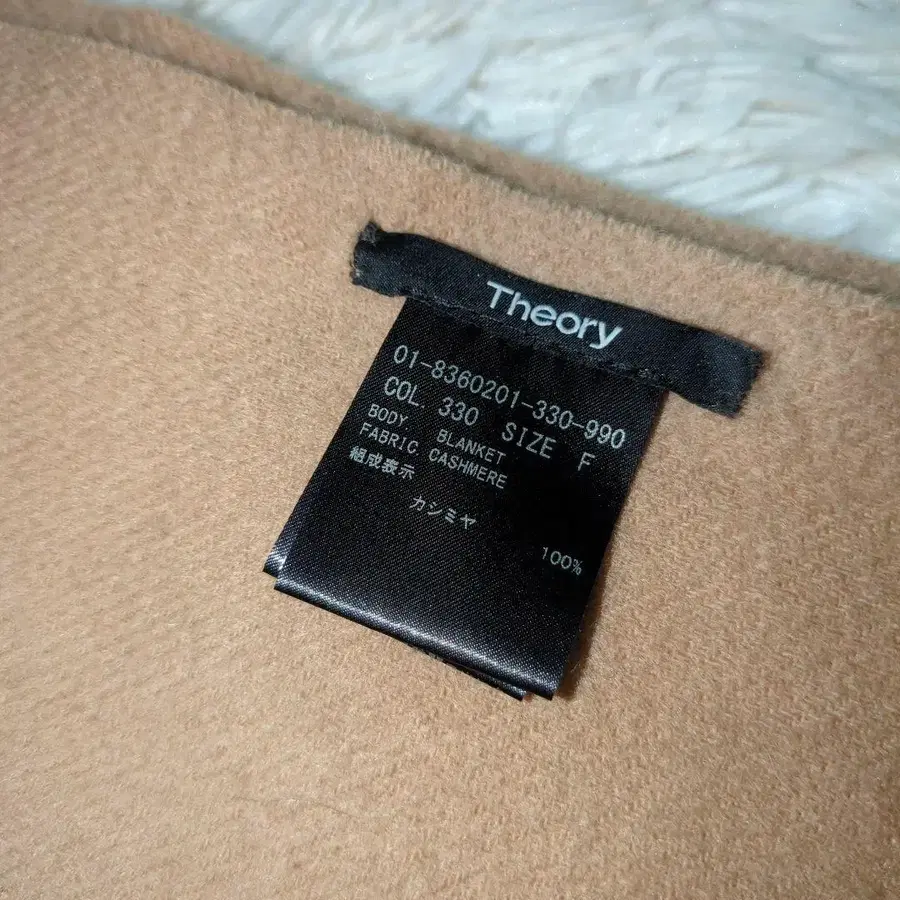 Theory
01-8360201-330-990
COL. 330 SIZE F
BODY. BLANKET
FABRIC. CASHMERE
組成表示
カシミヤ
100%